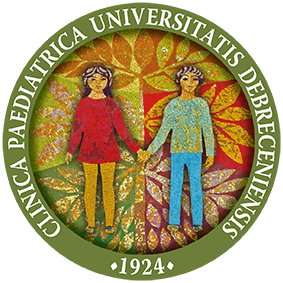 CLINICA PAEDIATRICA UNIVERSITATIS DEBRECENIENSIS
•1924•